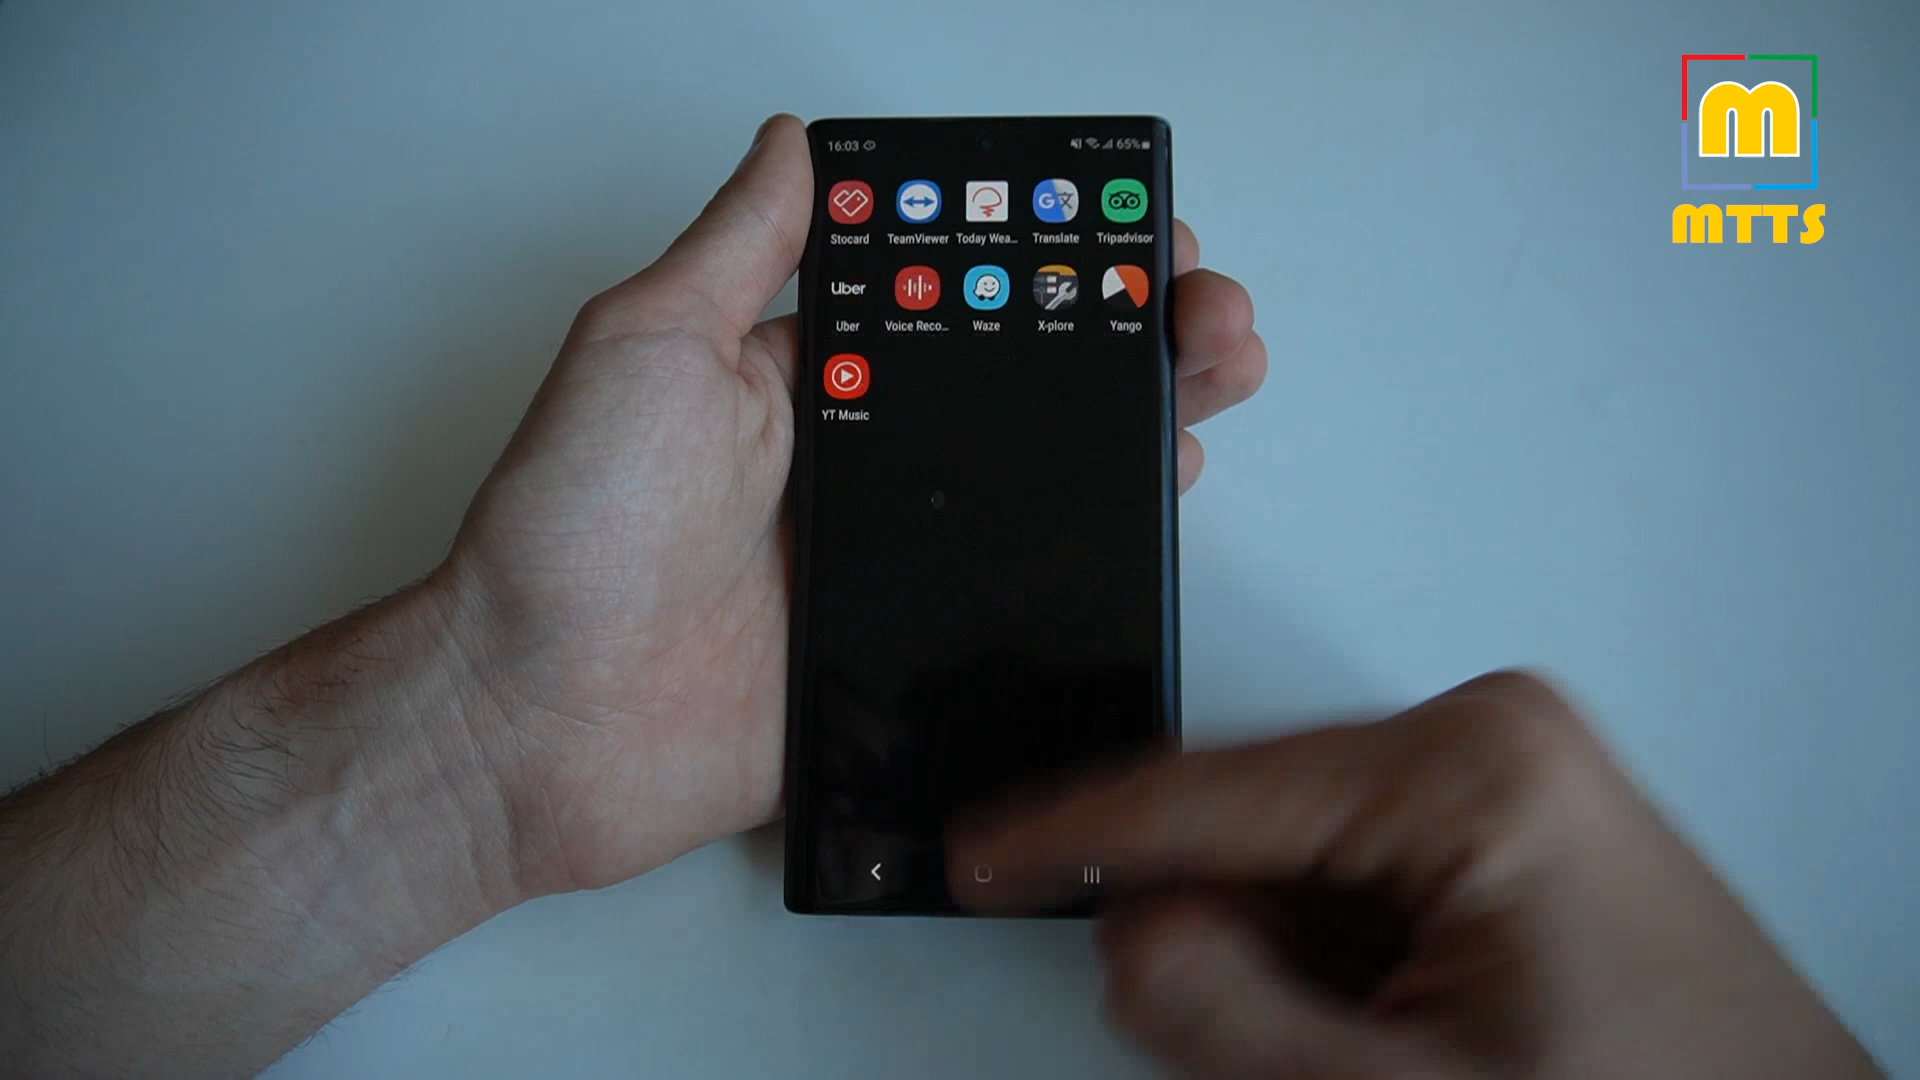 16:03 65%
Stocard TeamViewer Today Wea... Translate Tripadvisor
Uber
Uber Voice Reco... Waze X-plore Yango
YT Music
m
MTTS